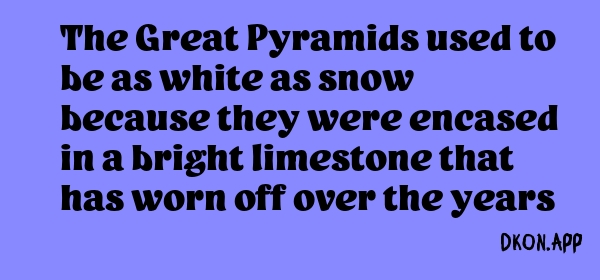 The Great Pyramids used to
be as white as snow
because they were encased
in a bright limestone that
has worn off over the years
DKON.APP